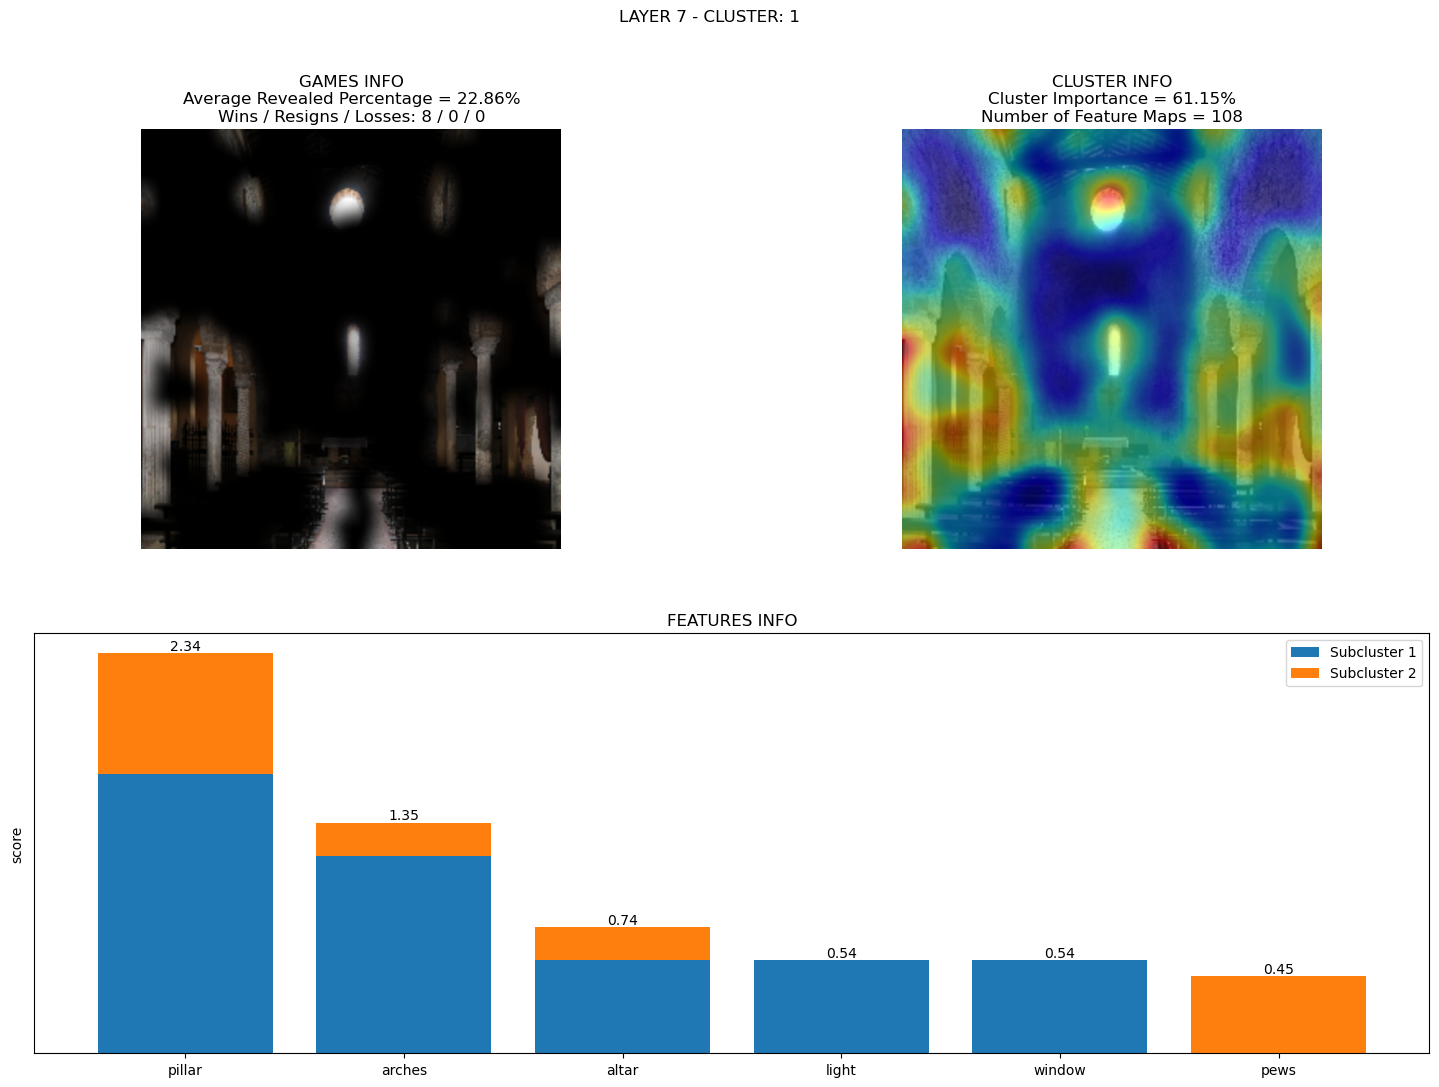 LAYER 7 - CLUSTER: 1
GAMES INFO
Average Revealed Percentage = 22.86%
Wins / Resigns / Losses: 8 / 0 / 0
CLUSTER INFO
Cluster Importance = 61.15%
Number of Feature Maps = 108
FEATURES INFO
score
2.34
1.35
0.74
0.54
0.54
0.45
Subcluster 1
Subcluster 2
pillar
arches
altar
light
window
pews